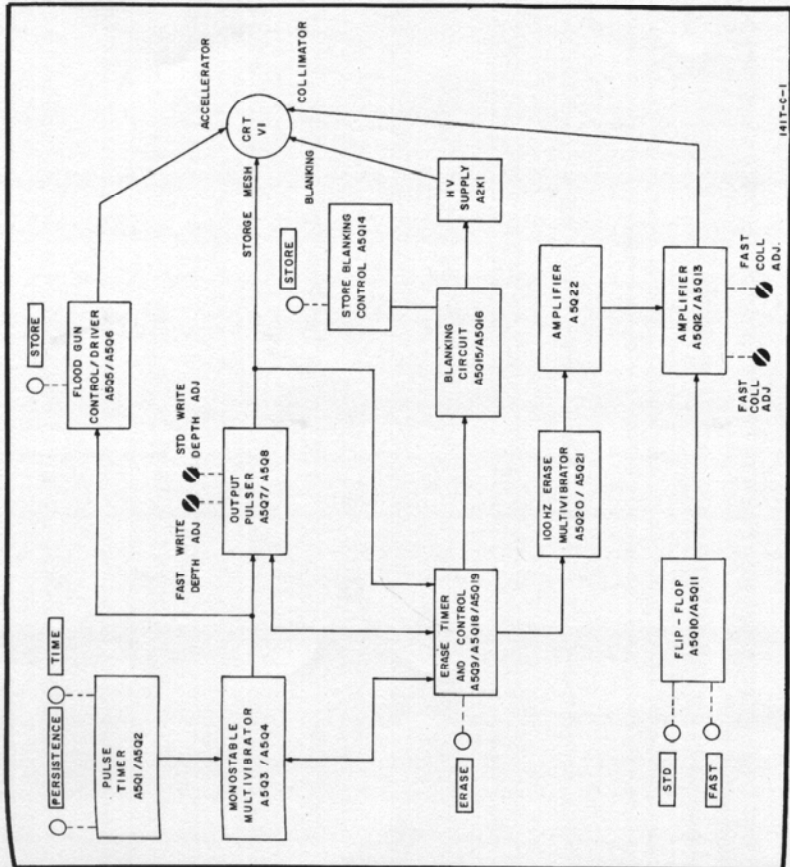 PERSISTENCE
TIME
PULSE
TIMER
A5Q1/A5Q2
MONOSTABLE
MULTIVIBRATOR
A5Q3/A5Q4
STORE
FLOOD GUN
CONTROL/DRIVER
A5Q5/A5Q6
FAST WRITE
DEPTH ADJ
STD WRITE
DEPTH ADJ
OUTPUT
PULSER
A5Q7/A5Q8
ACCELLERATOR
CRT
V1
COLLIMATOR
STORGE MESH
BLANKING
STORE
STORE BLANKING
CONTROL A5Q14
HV
SUPPLY
A2K1
ERASE
ERASE TIMER
AND CONTROL
A5Q9/A5Q18/A5Q19
BLANKING
CIRCUIT
A5Q15/A5Q16
100HZ ERASE
MULTIVIBRATOR
A5Q20/A5Q21
AMPLIFIER
A5Q22
STD
FAST
FLIP-FLOP
A5Q10/A5Q11
AMPLIFIER
A5Q12/A5Q13
FAST
COLL
ADJ.
FAST
COLL
ADJ.
141T-C-1